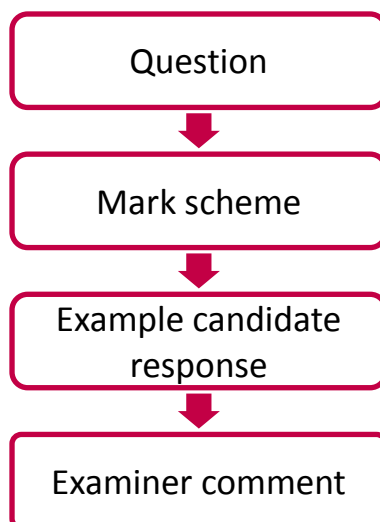 Question
Mark scheme
Example candidate
response
Examiner comment